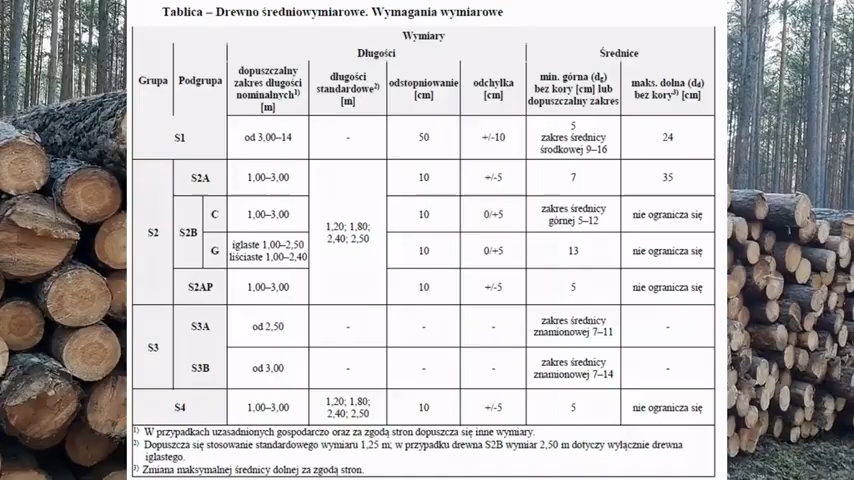 Tablica – Drewno średniowymiarowe. Wymagania wymiarowe
Wymiary
Długości Średnice
Grupa Podgrupa dopuszczalny zakres długości nominalnych1) [m] długości standardowe2) [m] odstopniowanie [cm] odchyłka [cm] min. górna (dg) bez kory [cm] lub dopuszczalny zakres maks. dolna (dd) bez kory3) [cm]
S1 od 3,00–14 - 50 +/-10 5 zakres średnicy środkowej 9–16 24
S2 S2A 1,00–3,00 1,20; 1,80; 2,40; 2,50 10 +/-5 7 35
S2B C 1,00–3,00 10 0/+5 zakres średnicy górnej 5–12 nie ogranicza się
G iglaste 1,00–2,50 liściaste 1,00–2,40 10 0/+5 13 nie ogranicza się
S2AP 1,00–3,00 10 +/-5 5 nie ogranicza się
S3 S3A od 2,50 - - - zakres średnicy znamionowej 7–11 -
S3B od 3,00 - - - zakres średnicy znamionowej 7–14 -
S4 1,00–3,00 1,20; 1,80; 2,40; 2,50 10 +/-5 5 nie ogranicza się
1) W przypadkach uzasadnionych gospodarczo oraz za zgodą stron dopuszcza się inne wymiary.
2) Dopuszcza się stosowanie standardowego wymiaru 1,25 m; w przypadku drewna S2B wymiar 2,50 m dotyczy wyłącznie drewna
iglastego.
3) Zmiana maksymalnej średnicy dolnej za zgodą stron.